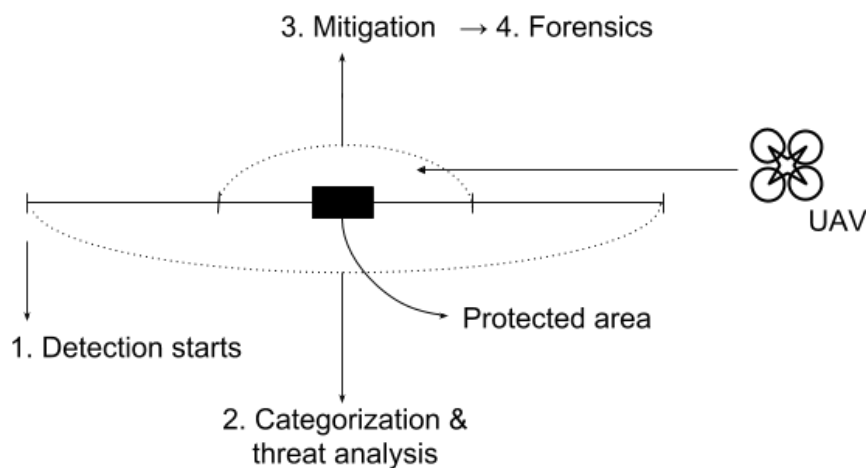 3. Mitigation → 4. Forensics
UAV
Protected area
1. Detection starts
2. Categorization &
threat analysis